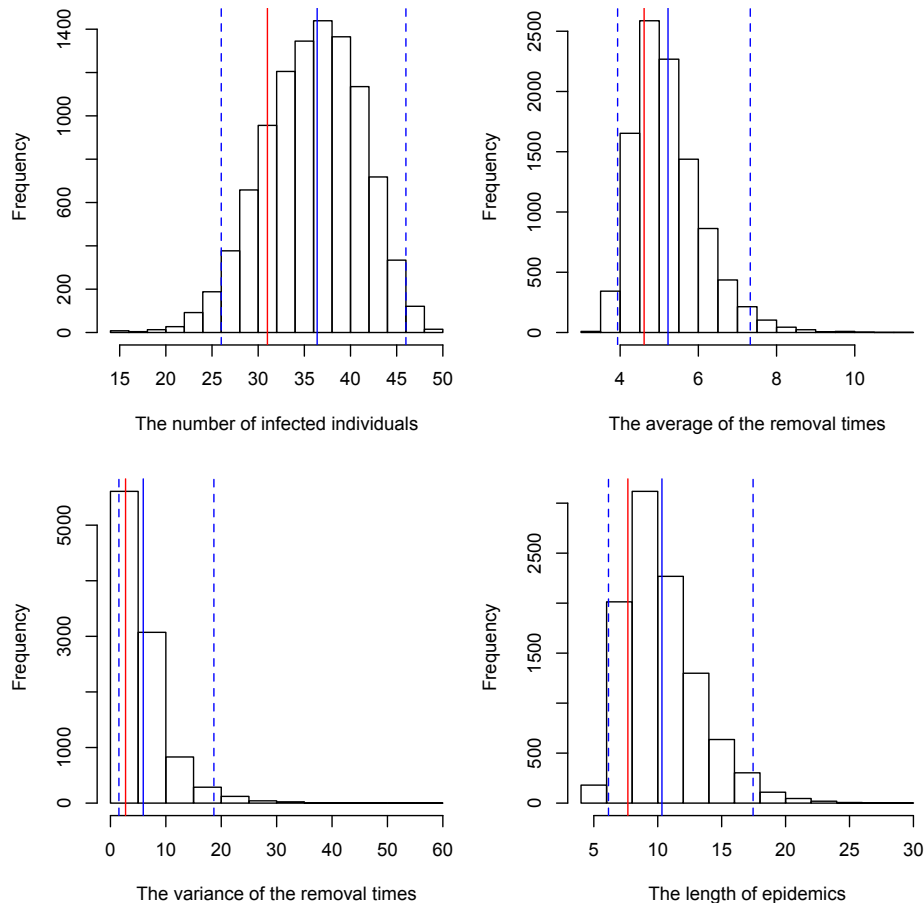 Frequency
0 200 600 1000 1400
15 20 25 30 35 40 45 50
The number of infected individuals
Frequency
0 500 1000 1500 2000 2500
4 6 8 10
The average of the removal times
Frequency
0 1000 3000 5000
0 10 20 30 40 50 60
The variance of the removal times
Frequency
0 500 1500 2500
5 10 15 20 25 30
The length of epidemics